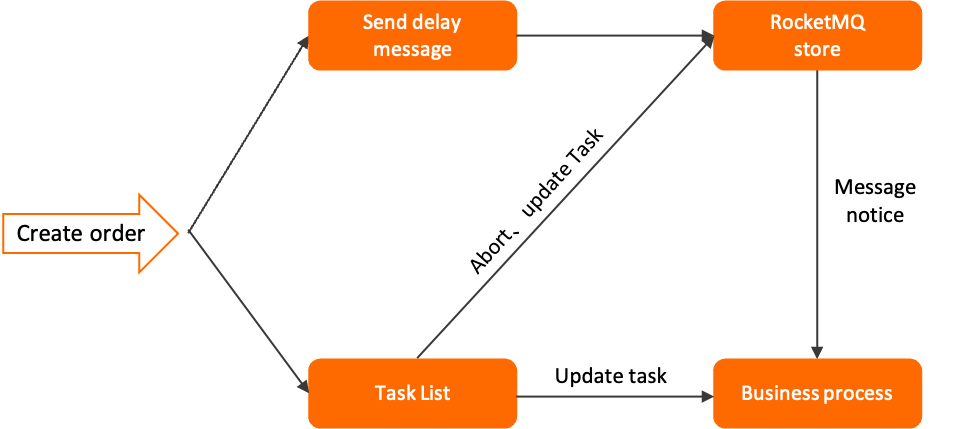 Send delay
message
RocketMQ
store
Abort、update Task
Message
notice
Create order
Update task
Task List
Business process